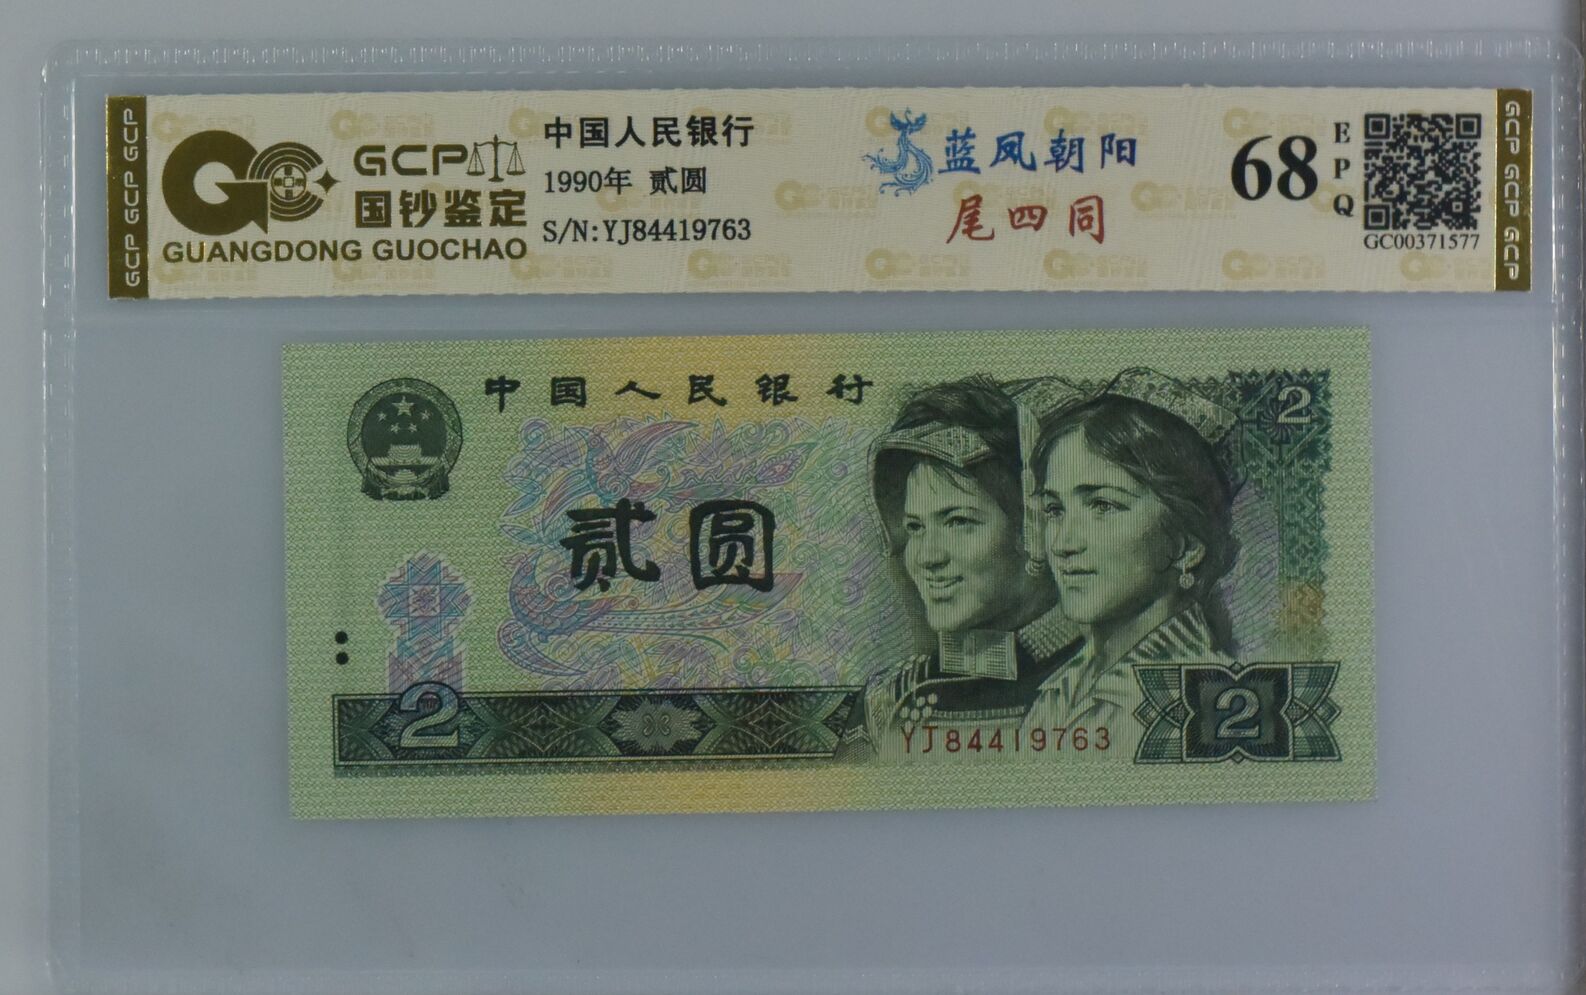 GCP GCP GCP
GCP
国钞鉴定
GUANGDONG GUOCHAO
中国人民银行
1990年 贰圆
S/N:YJ84419763
蓝凤朝阳
尾四同
68
EPQ
GC00371577
GCP GCP GCP
中国人民银行
2
贰圆
2
YJ84419763
2